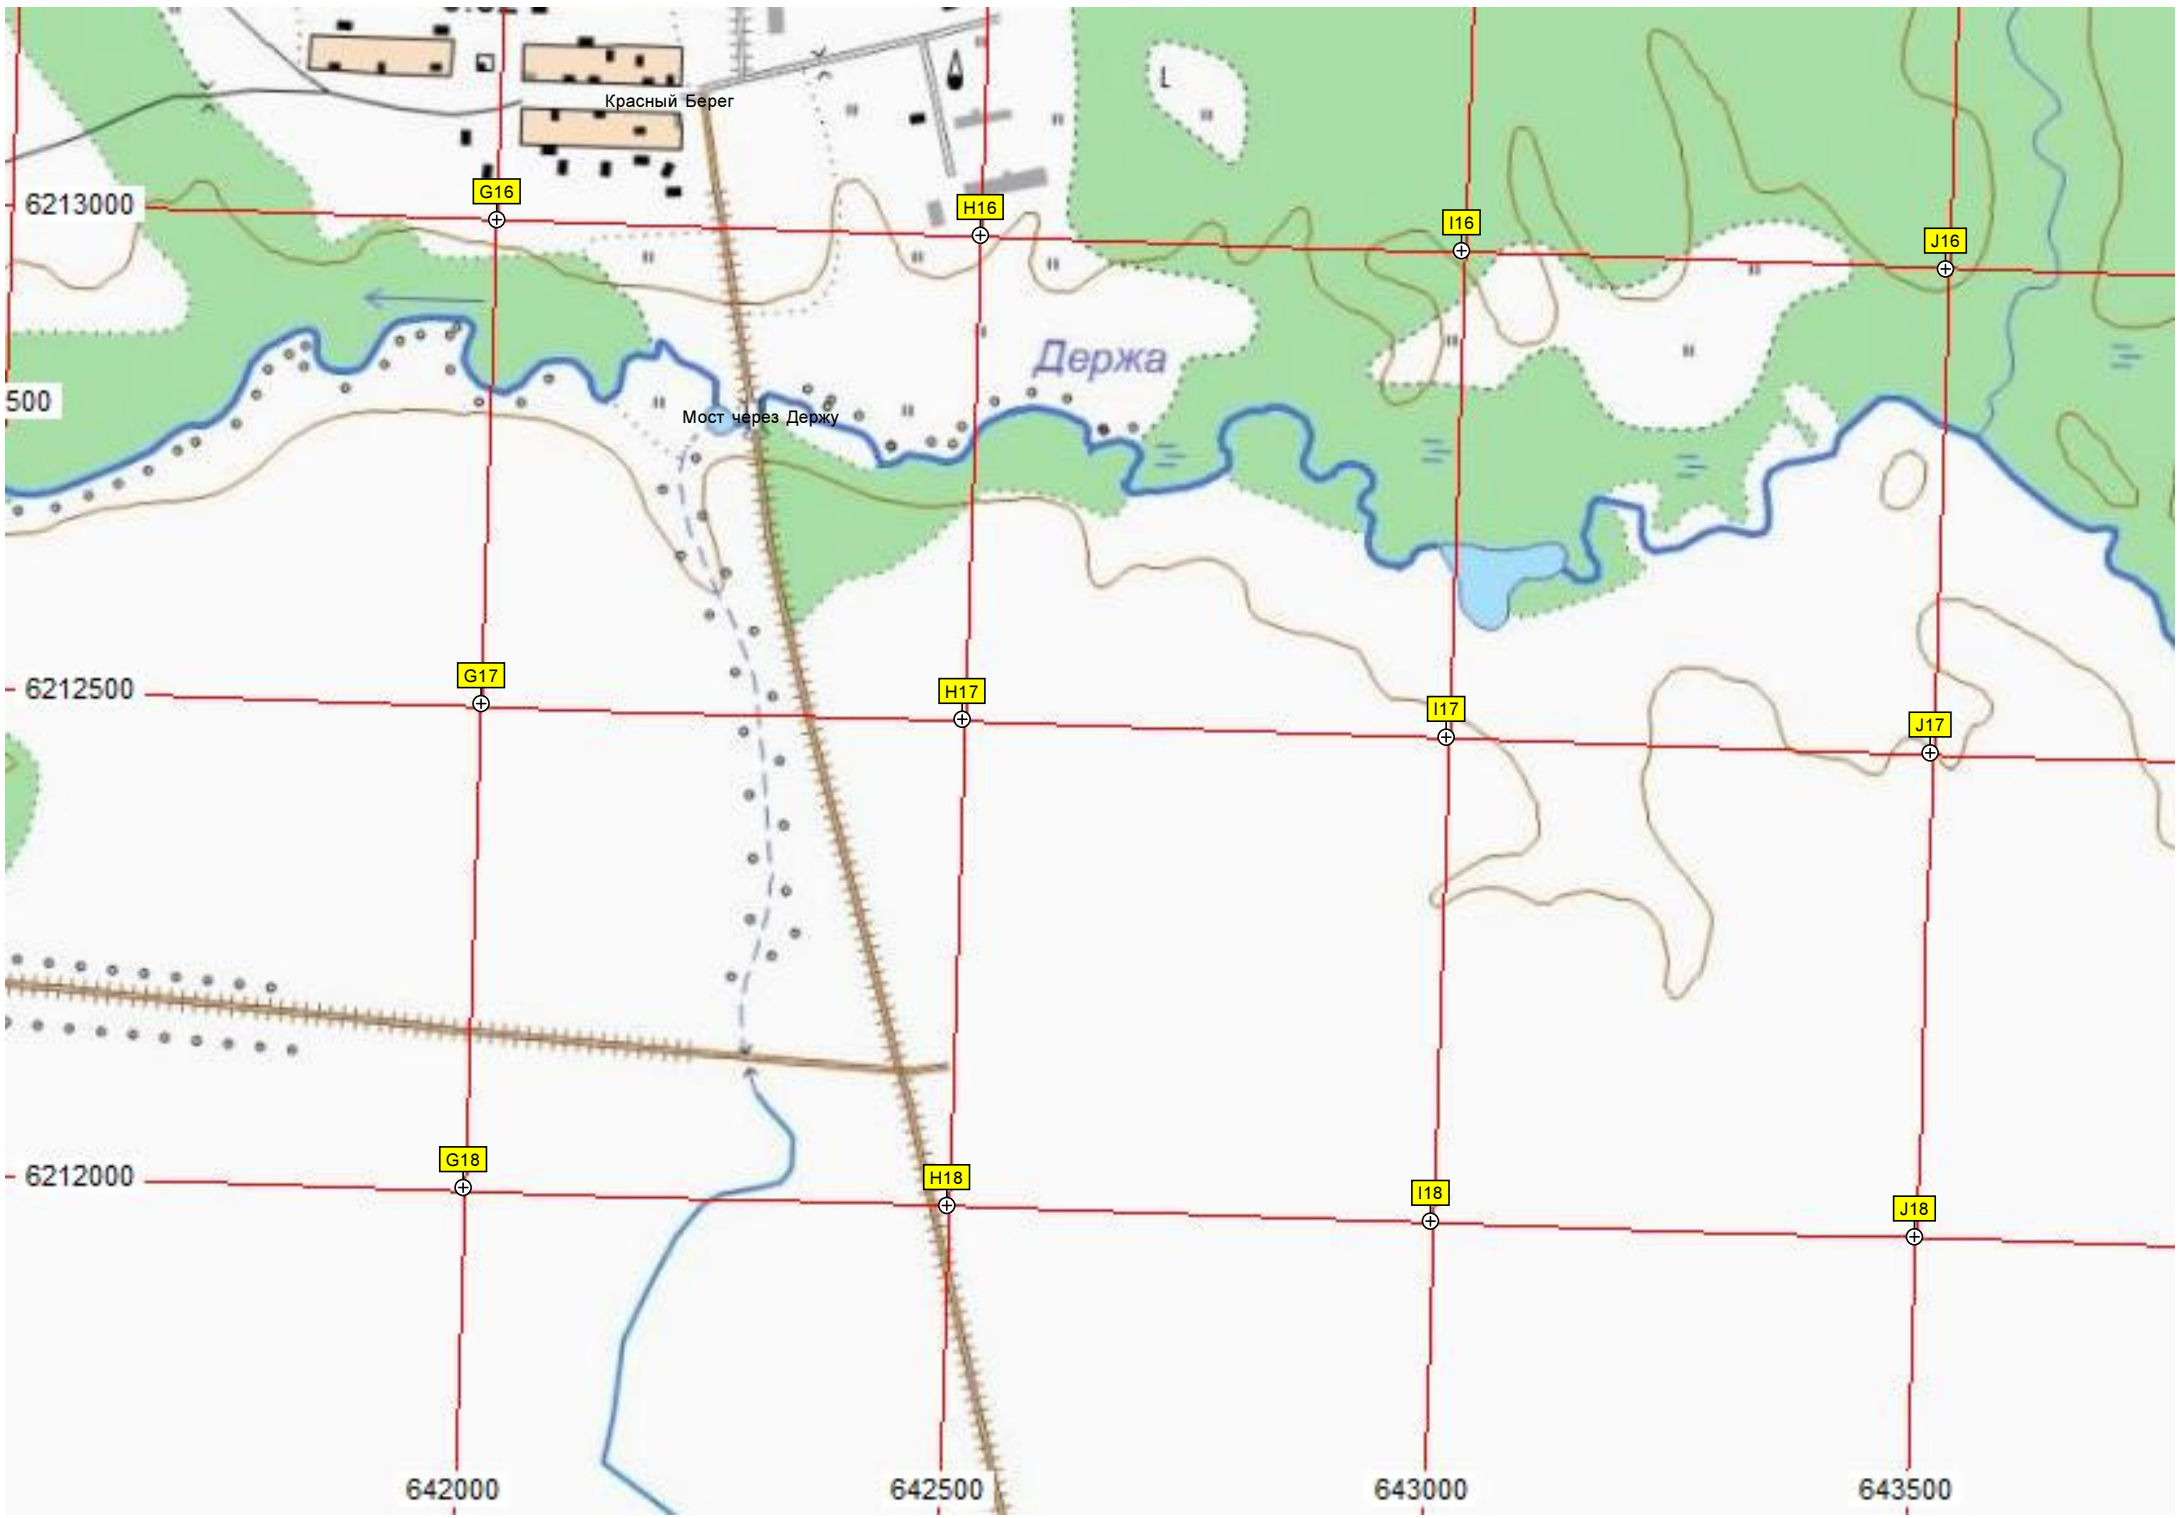 Красный Берег
6213000
G16
H16
I16
J16
Держа
500
Мост через Держу
6212500
G17
H17
I17
J17
6212000
G18
H18
I18
J18
642000
642500
643000
643500